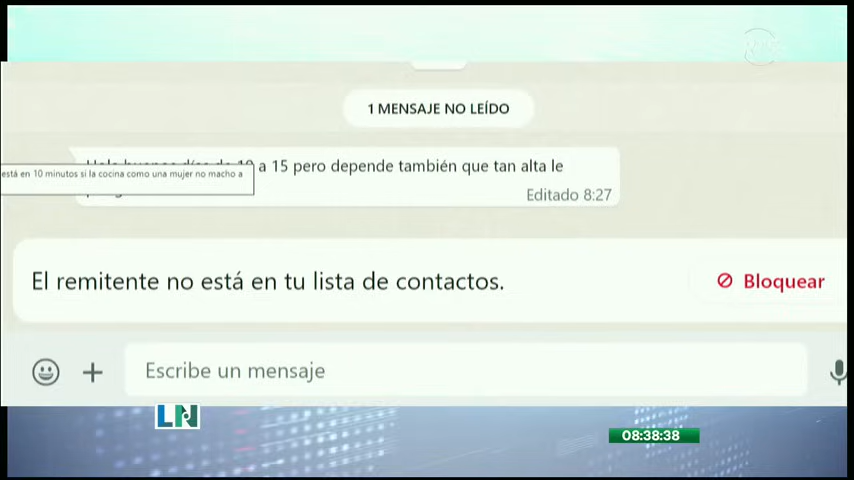 1 MENSAJE NO LEÍDO
a 15 pero depende también que tan alta le
está en 10 minutos si la cocina como una mujer no macho a
Editado 8:27
El remitente no está en tu lista de contactos.
Bloquear
Escribe un mensaje
LN
08:38:38